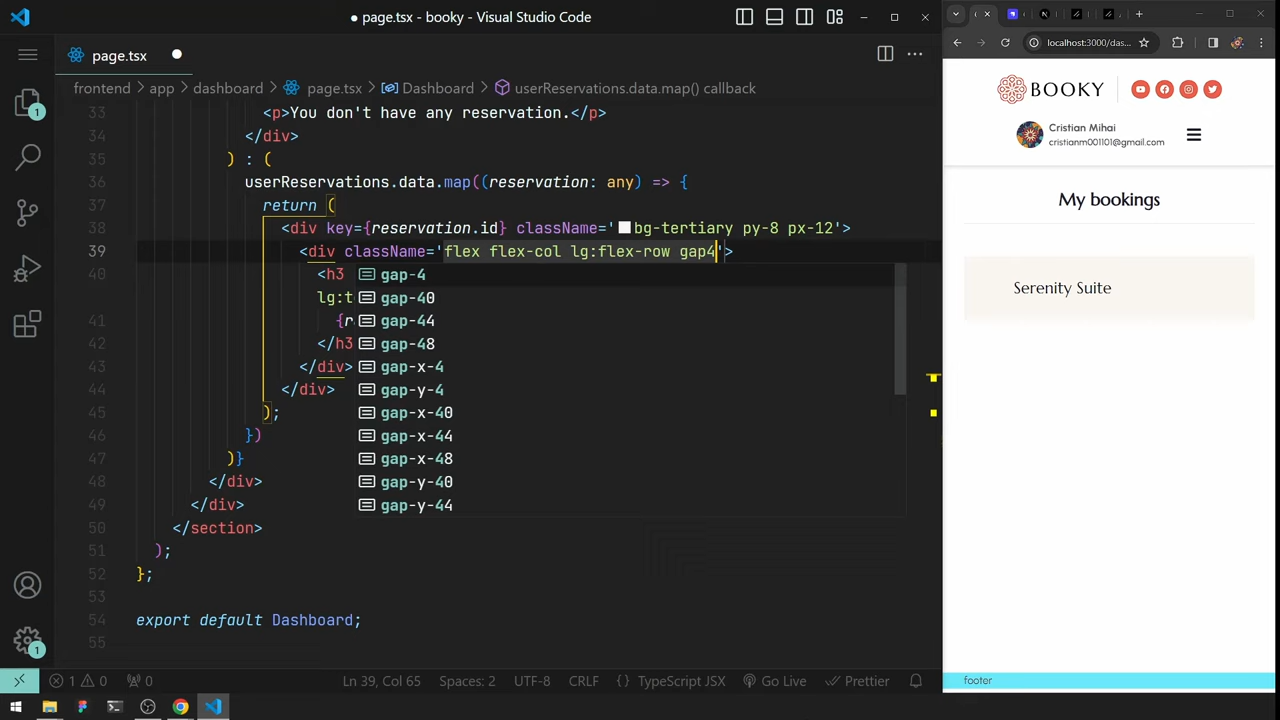 ● page.tsx - booky - Visual Studio Code
page.tsx
frontend > app > dashboard > page.tsx > Dashboard > userReservations.data.map() callback
33 <p>You don't have any reservation.</p>
34 </div>
35 ) : (
36 userReservations.data.map((reservation: any) => {
37 return (
38 <div key={reservation.id} className='bg-tertiary py-8 px-12'>
39 <div className='flex flex-col lg:flex-row gap4'>
40 <h3
lg:t
41 {r
42 </h3
43 </div>
44 </div>
45 );
46 })
47 )}
48 </div>
49 </div>
50 </section>
51 );
52 };
54 export default Dashboard;
55
gap-4
gap-40
gap-44
gap-48
gap-x-4
gap-y-4
gap-x-40
gap-x-44
gap-x-48
gap-y-40
gap-y-44
1
1
1 0 0 Ln 39, Col 65 Spaces: 2 UTF-8 CRLF {} TypeScript JSX Go Live Prettier
localhost:3000/das...
BOOKY
Cristian Mihai
cristianm001101@gmail.com
My bookings
Serenity Suite
footer